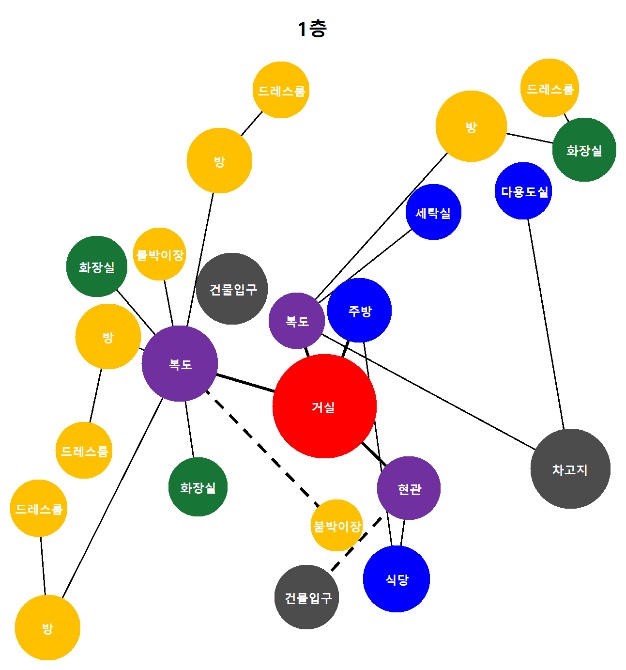 1층
드레스룸
드레스룸
방
화장실
방
다용도실
세탁실
붙박이장
화장실
건물입구
주방
복도
방
복도
거실
드레스룸
차고지
화장실
현관
드레스룸
붙박이장
식당
건물입구
방